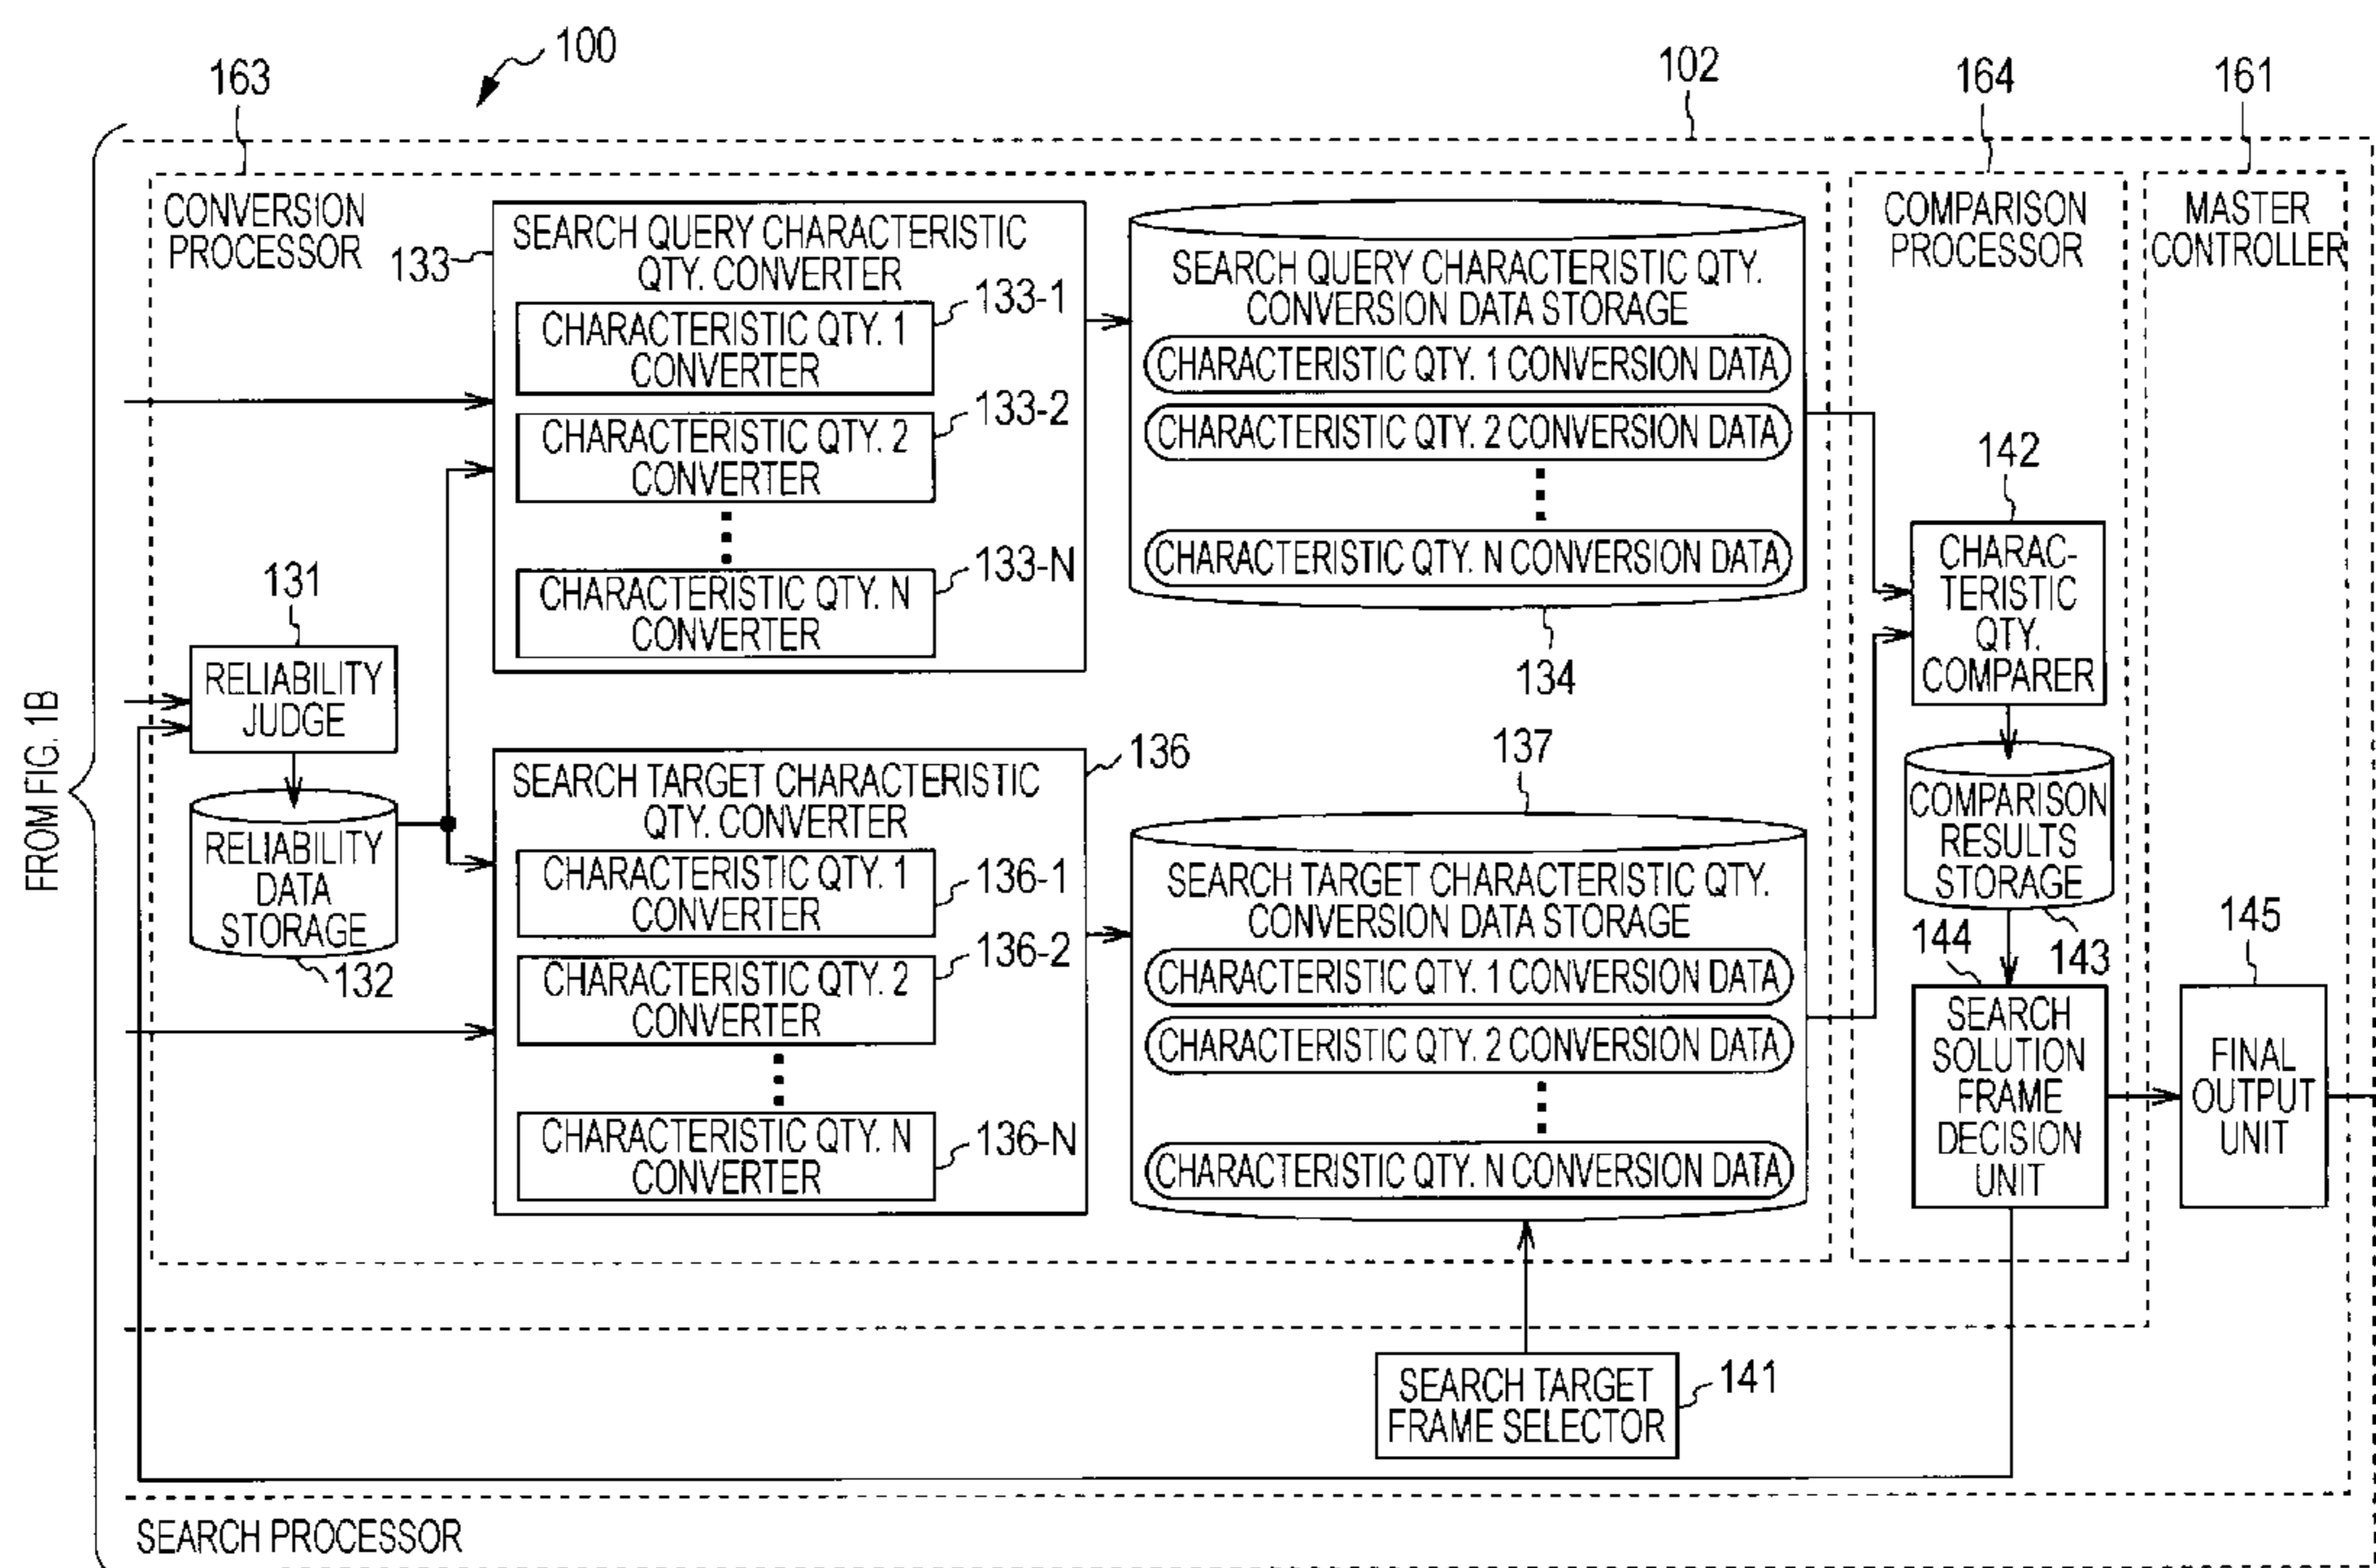 100
163
102
164
161
FROM FIG. 1B
CONVERSION
PROCESSOR
133
SEARCH QUERY CHARACTERISTIC
QTY. CONVERTER
CHARACTERISTIC QTY. 1
CONVERTER
133-1
CHARACTERISTIC QTY. 2
CONVERTER
133-2
CHARACTERISTIC QTY. N
CONVERTER
133-N
SEARCH QUERY CHARACTERISTIC QTY.
CONVERSION DATA STORAGE
CHARACTERISTIC QTY. 1 CONVERSION DATA
CHARACTERISTIC QTY. 2 CONVERSION DATA
CHARACTERISTIC QTY. N CONVERSION DATA
134
COMPARISON
PROCESSOR
MASTER
CONTROLLER
142
CHARAC-
TERISTIC
QTY.
COMPARER
131
RELIABILITY
JUDGE
RELIABILITY
DATA
STORAGE
132
136
SEARCH TARGET CHARACTERISTIC
QTY. CONVERTER
CHARACTERISTIC QTY. 1
CONVERTER
136-1
CHARACTERISTIC QTY. 2
CONVERTER
136-2
CHARACTERISTIC QTY. N
CONVERTER
136-N
137
SEARCH TARGET CHARACTERISTIC QTY.
CONVERSION DATA STORAGE
CHARACTERISTIC QTY. 1 CONVERSION DATA
CHARACTERISTIC QTY. 2 CONVERSION DATA
CHARACTERISTIC QTY. N CONVERSION DATA
COMPARISON
RESULTS
STORAGE
143
144
SEARCH
SOLUTION
FRAME
DECISION
UNIT
145
FINAL
OUTPUT
UNIT
SEARCH TARGET
FRAME SELECTOR
141
SEARCH PROCESSOR